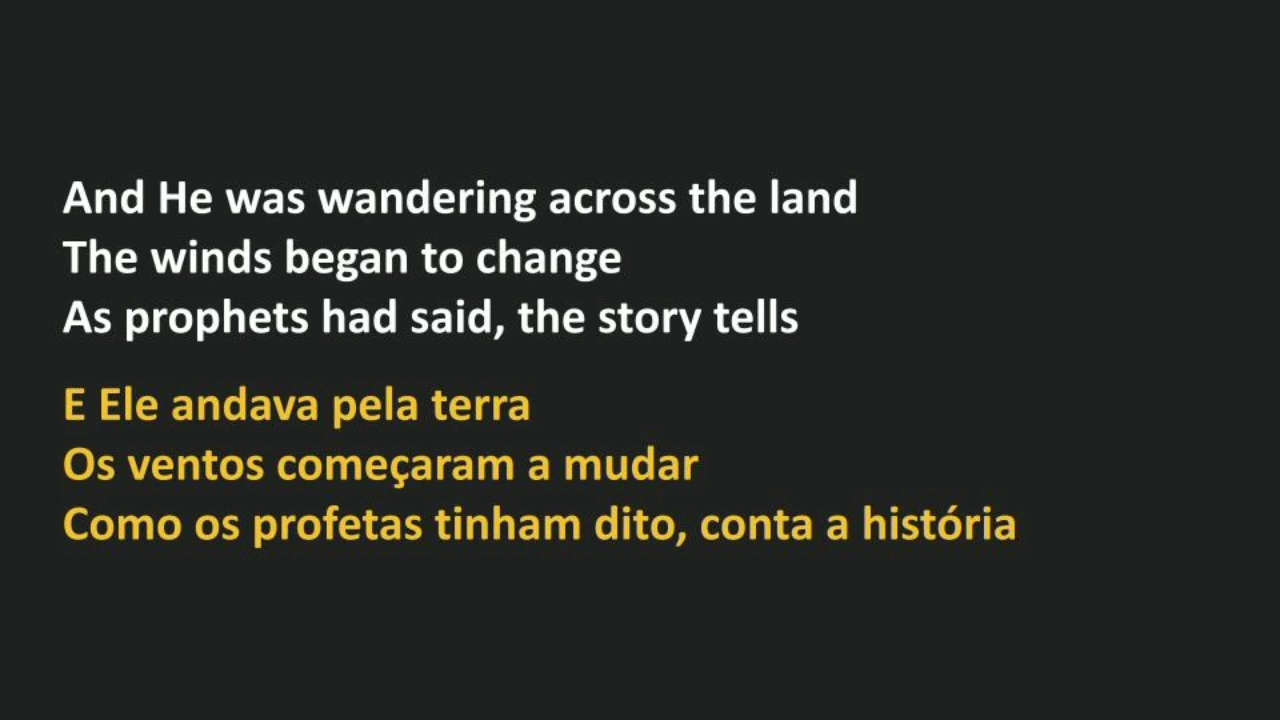 And He was wandering across the land
The winds began to change
As prophets had said, the story tells
E Ele andava pela terra
Os ventos começaram a mudar
Como os profetas tinham dito, conta a história